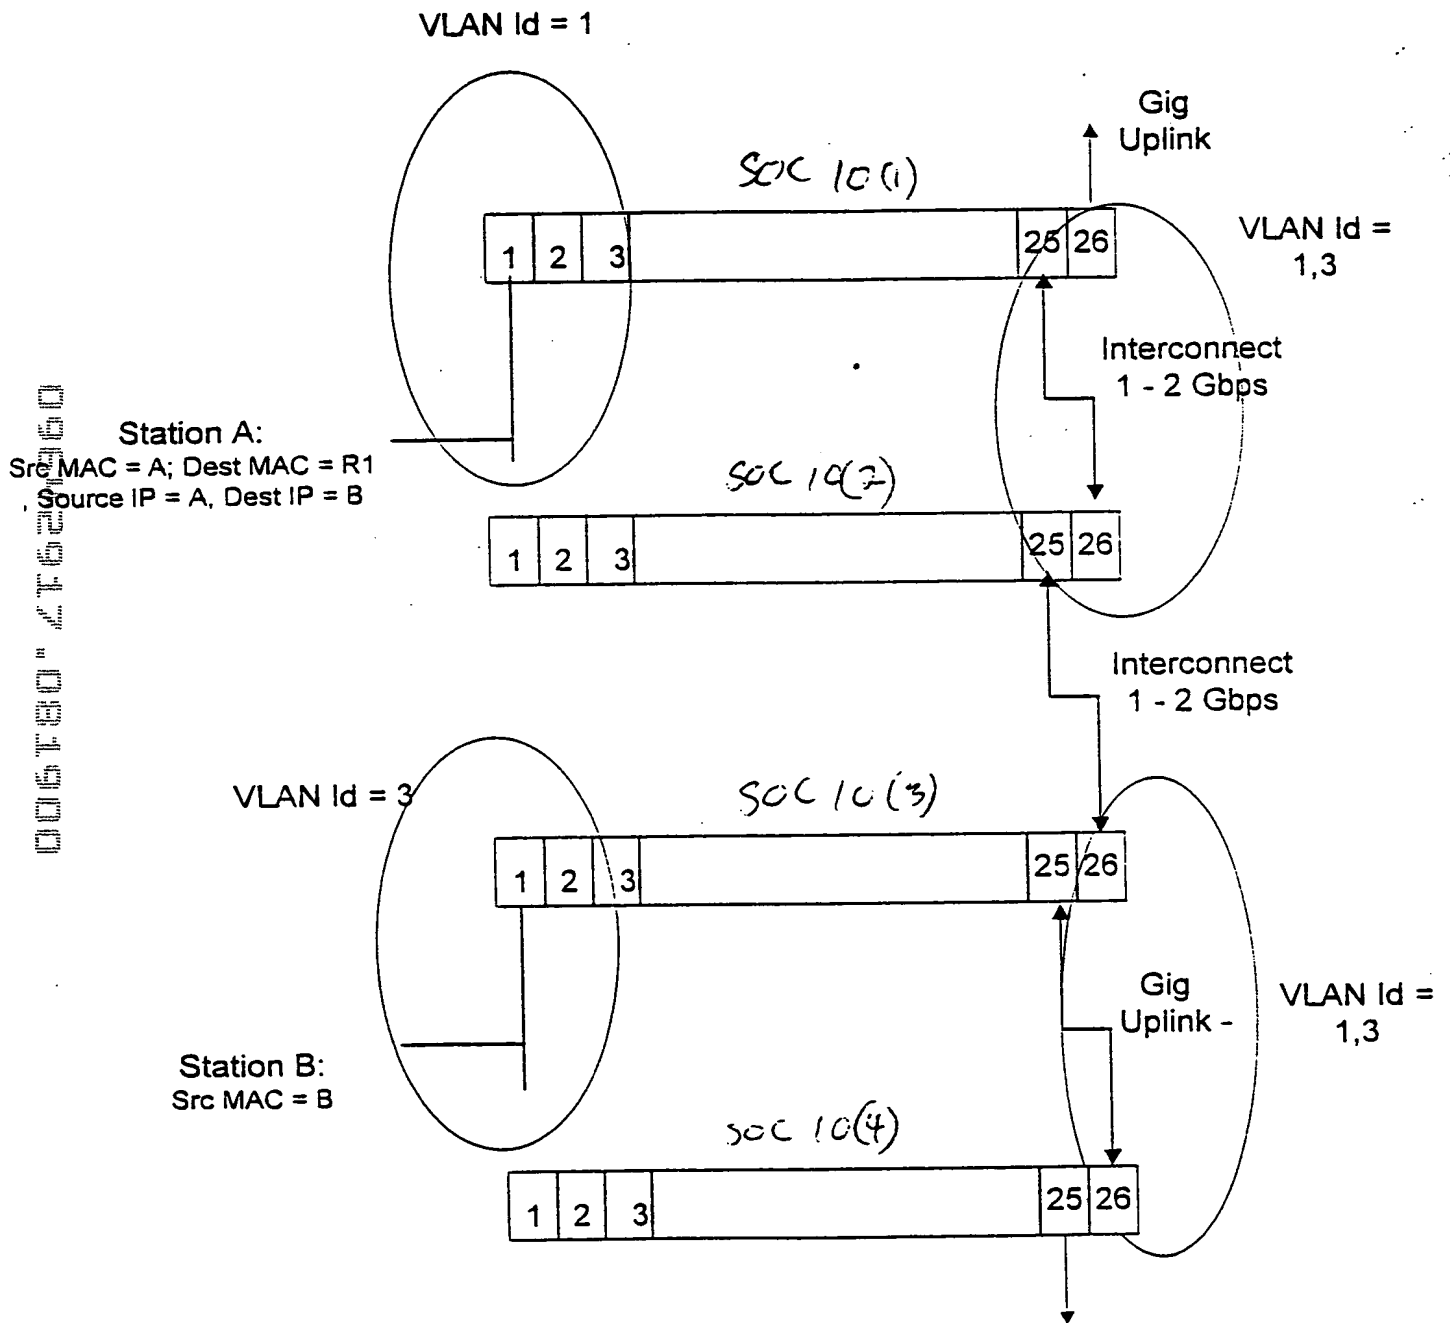 VLAN Id = 1
Gig
Uplink
SOC 10(1)
1 2 3 25 26
VLAN Id =
1,3
Interconnect
1 - 2 Gbps
Station A:
Src MAC = A; Dest MAC = R1
, Source IP = A, Dest IP = B
SOC 10(2)
1 2 3 25 26
Interconnect
1 - 2 Gbps
VLAN Id = 3
SOC 10(3)
1 2 3 25 26
Gig
Uplink -
VLAN Id =
1,3
Station B:
Src MAC = B
SOC 10(4)
1 2 3 25 26